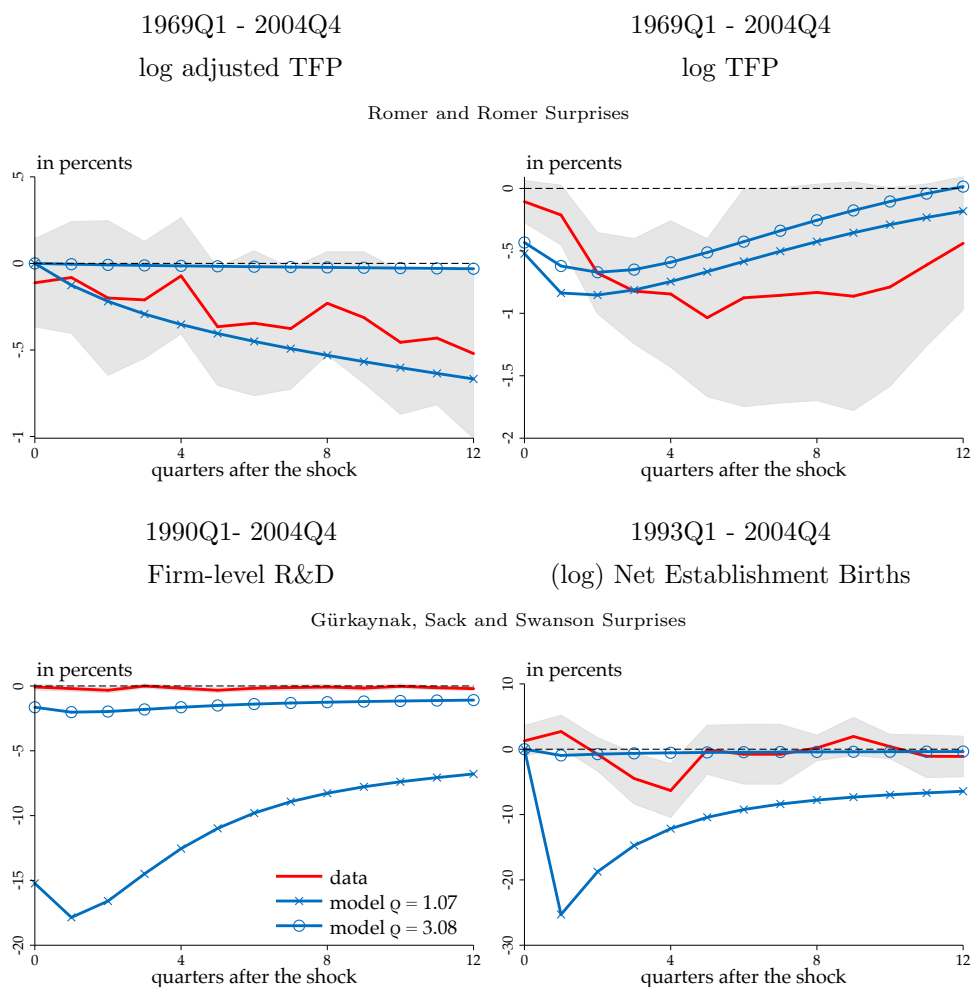 1969Q1 - 2004Q4
log adjusted TFP
1969Q1 - 2004Q4
log TFP
Romer and Romer Surprises
in percents
.5
0
-.5
-1
0 4 8 12
quarters after the shock
in percents
0
-.5
-1
-1.5
-2
0 4 8 12
quarters after the shock
1990Q1- 2004Q4
Firm-level R&D
1993Q1 - 2004Q4
(log) Net Establishment Births
Gürkaynak, Sack and Swanson Surprises
in percents
0
-5
-10
-15
-20
data
model ϱ = 1.07
model ϱ = 3.08
0 4 8 12
quarters after the shock
in percents
10
0
-10
-20
-30
0 4 8 12
quarters after the shock